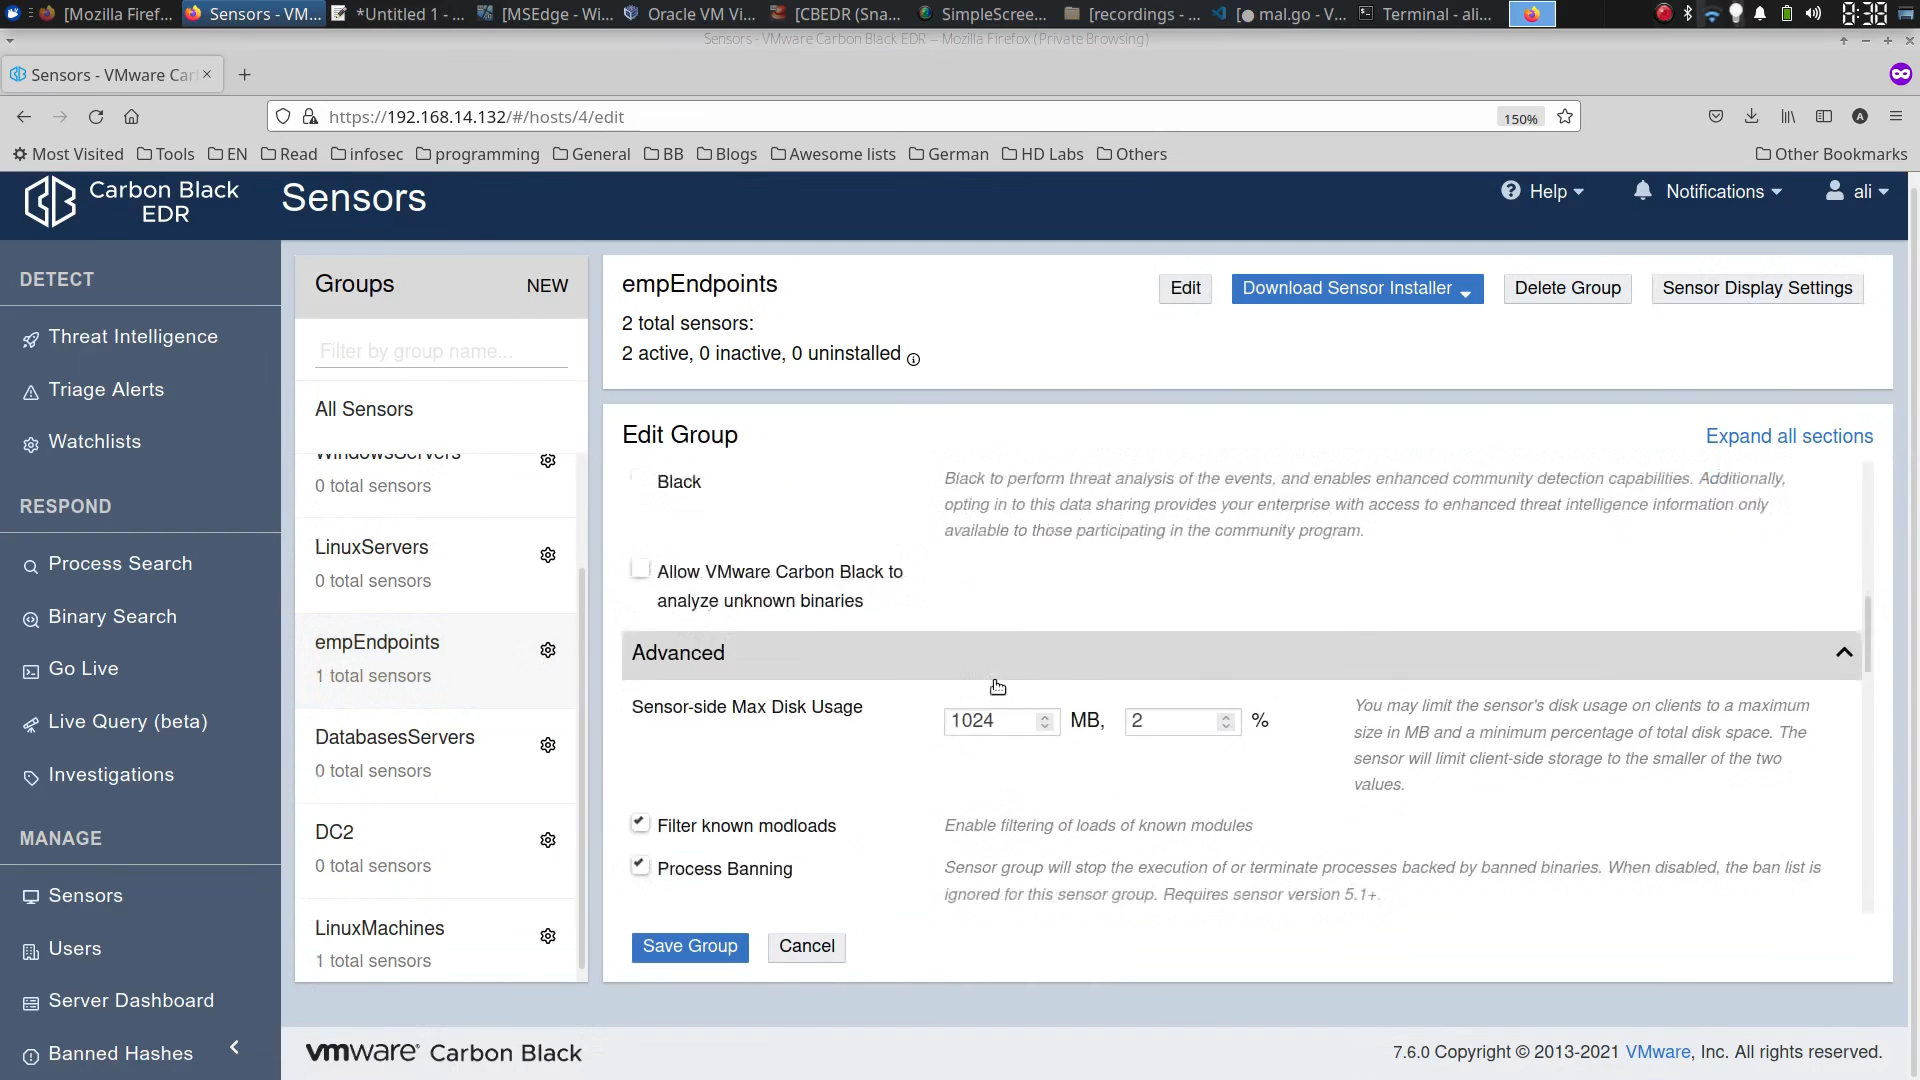 [Mozilla Firef...
Sensors - VM...
*Untitled 1 - ...
[MSEdge - Wi...
Oracle VM Vi...
[CBEDR (Sna...
SimpleScree...
[recordings - ...
[● mal.go - V...
Terminal - ali...
0:30
Sensors - VMware Carbon Black EDR — Mozilla Firefox (Private Browsing)
Sensors - VMware Car
https://192.168.14.132/#/hosts/4/edit
150%
A
Most Visited
Tools
EN
Read
infosec
programming
General
BB
Blogs
Awesome lists
German
HD Labs
Others
Other Bookmarks
Carbon Black
EDR
Sensors
Help
Notifications
ali
DETECT
Threat Intelligence
Triage Alerts
Watchlists
RESPOND
Process Search
Binary Search
Go Live
Live Query (beta)
Investigations
MANAGE
Sensors
Users
Server Dashboard
Banned Hashes
Groups
NEW
Filter by group name...
All Sensors
WindowsServers
0 total sensors
LinuxServers
0 total sensors
empEndpoints
1 total sensors
DatabasesServers
0 total sensors
DC2
0 total sensors
LinuxMachines
1 total sensors
empEndpoints
2 total sensors:
2 active, 0 inactive, 0 uninstalled
Edit
Download Sensor Installer
Delete Group
Sensor Display Settings
Edit Group
Expand all sections
Black
Black to perform threat analysis of the events, and enables enhanced community detection capabilities. Additionally,
opting in to this data sharing provides your enterprise with access to enhanced threat intelligence information only
available to those participating in the community program.
Allow VMware Carbon Black to
analyze unknown binaries
Advanced
Sensor-side Max Disk Usage
1024 MB, 2 %
You may limit the sensor's disk usage on clients to a maximum
size in MB and a minimum percentage of total disk space. The
sensor will limit client-side storage to the smaller of the two
values.
Filter known modloads
Enable filtering of loads of known modules
Process Banning
Sensor group will stop the execution of or terminate processes backed by banned binaries. When disabled, the ban list is
ignored for this sensor group. Requires sensor version 5.1+.
Save Group
Cancel
vmware Carbon Black
7.6.0 Copyright © 2013-2021 VMware, Inc. All rights reserved.